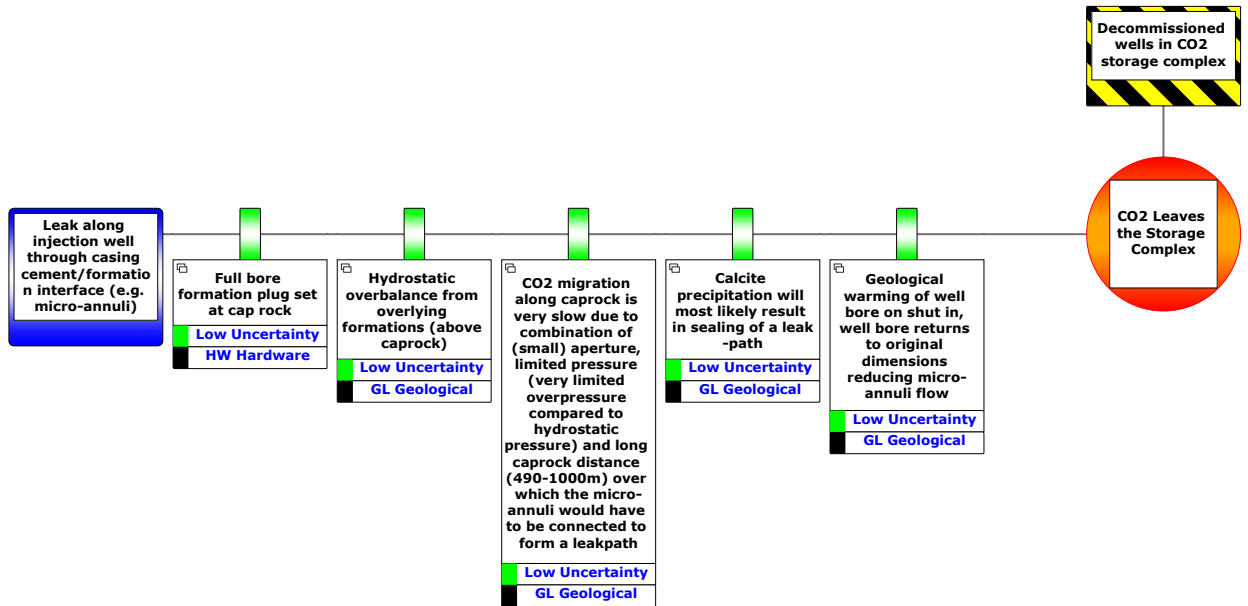 Decommissioned
wells in CO2
storage complex
Leak along
injection well
through casing
cement/formatio
n interface (e.g.
micro-annuli)
CO2 Leaves
the Storage
Complex
Full bore
formation plug set
at cap rock
Low Uncertainty
HW Hardware
Hydrostatic
overbalance from
overlying
formations (above
caprock)
Low Uncertainty
GL Geological
CO2 migration
along caprock is
very slow due to
combination of
(small) aperture,
limited pressure
(very limited
overpressure
compared to
hydrostatic
pressure) and long
caprock distance
(490-1000m) over
which the micro-
annuli would have
to be connected to
form a leakpath
Low Uncertainty
GL Geological
Calcite
precipitation will
most likely result
in sealing of a leak
-path
Low Uncertainty
GL Geological
Geological
warming of well
bore on shut in,
well bore returns
to original
dimensions
reducing micro-
annuli flow
Low Uncertainty
GL Geological